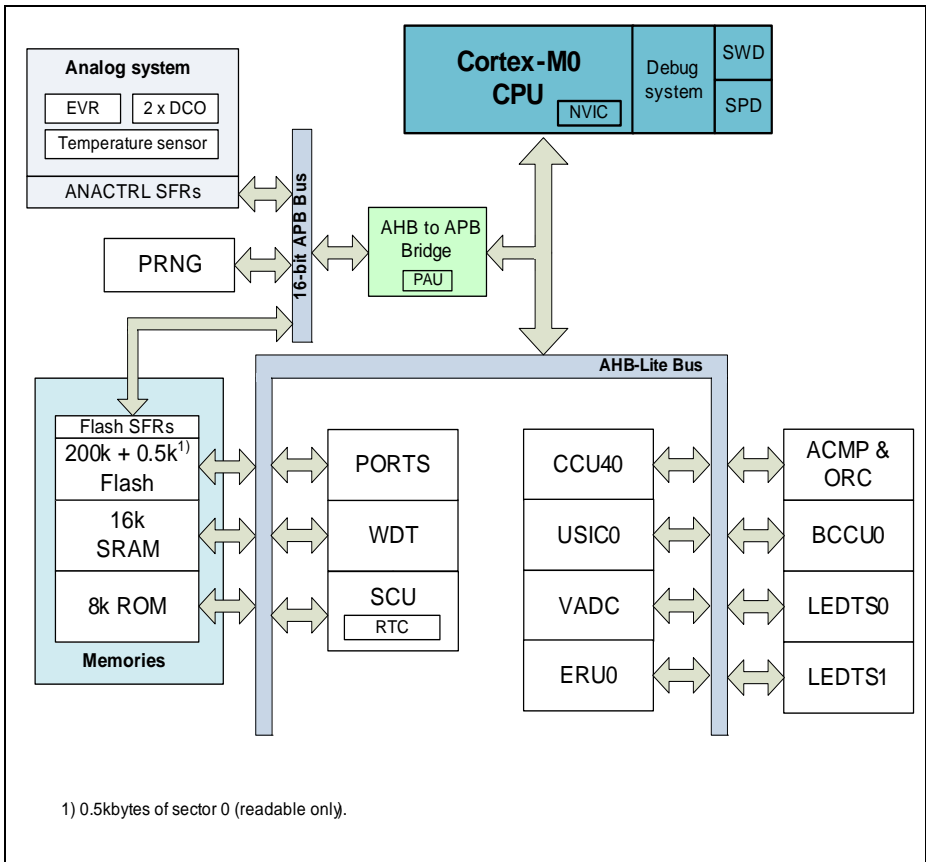 Analog system
EVR
2 x DCO
Temperature sensor
ANACTRL SFRs
PRNG
16-bit APB Bus
AHB to APB
Bridge
PAU
Cortex-M0
CPU
NVIC
Debug
system
SWD
SPD
AHB-Lite Bus
Flash SFRs
200k + 0.5k1)
Flash
16k
SRAM
8k ROM
Memories
PORTS
WDT
SCU
RTC
CCU40
USIC0
VADC
ERU0
ACMP &
ORC
BCCU0
LEDTS0
LEDTS1
1) 0.5kbytes of sector 0 (readable only).